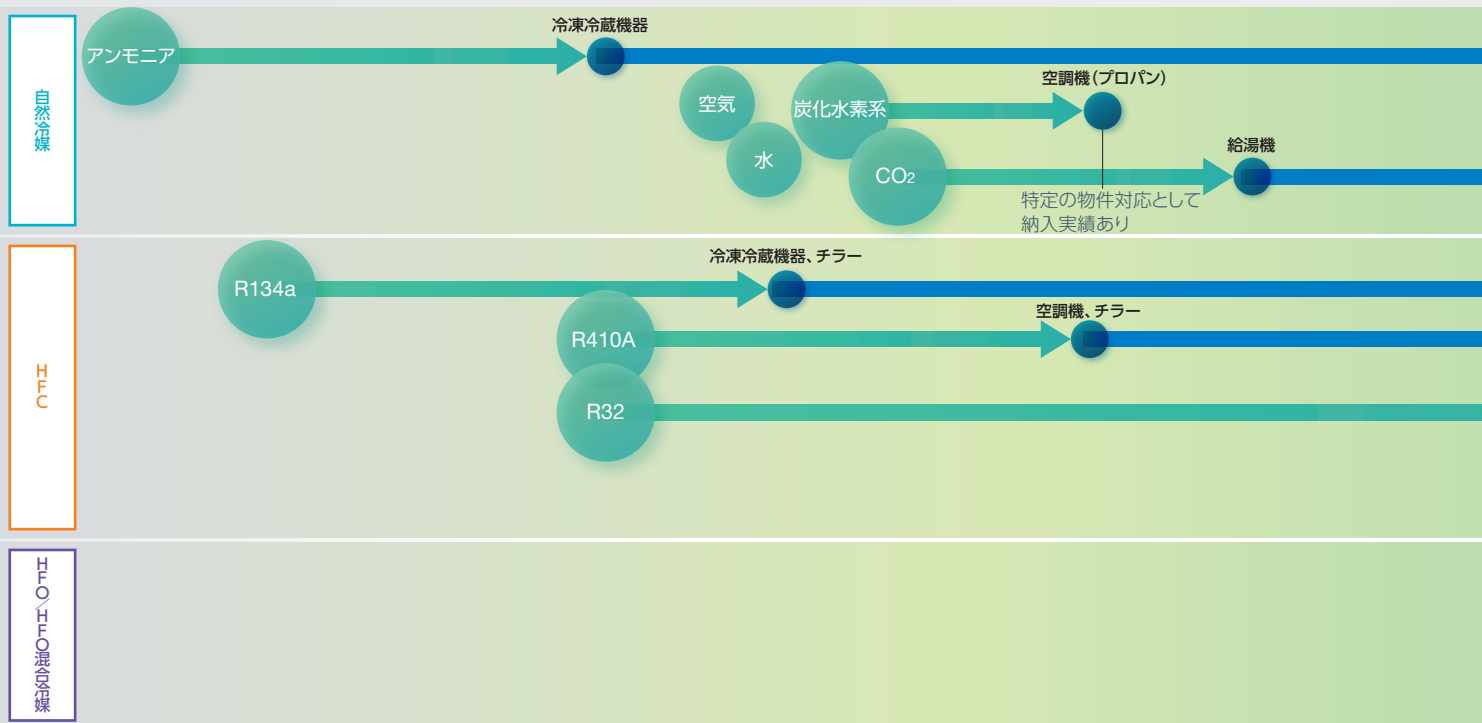 自然冷媒
アンモニア
冷凍冷蔵機器
空気
水
炭化水素系
空調機(プロパン)
CO₂
給湯機
特定の物件対応として
納入実績あり
HFC
R134a
冷凍冷蔵機器、チラー
R410A
空調機、チラー
R32
HFO/HFO混合冷媒